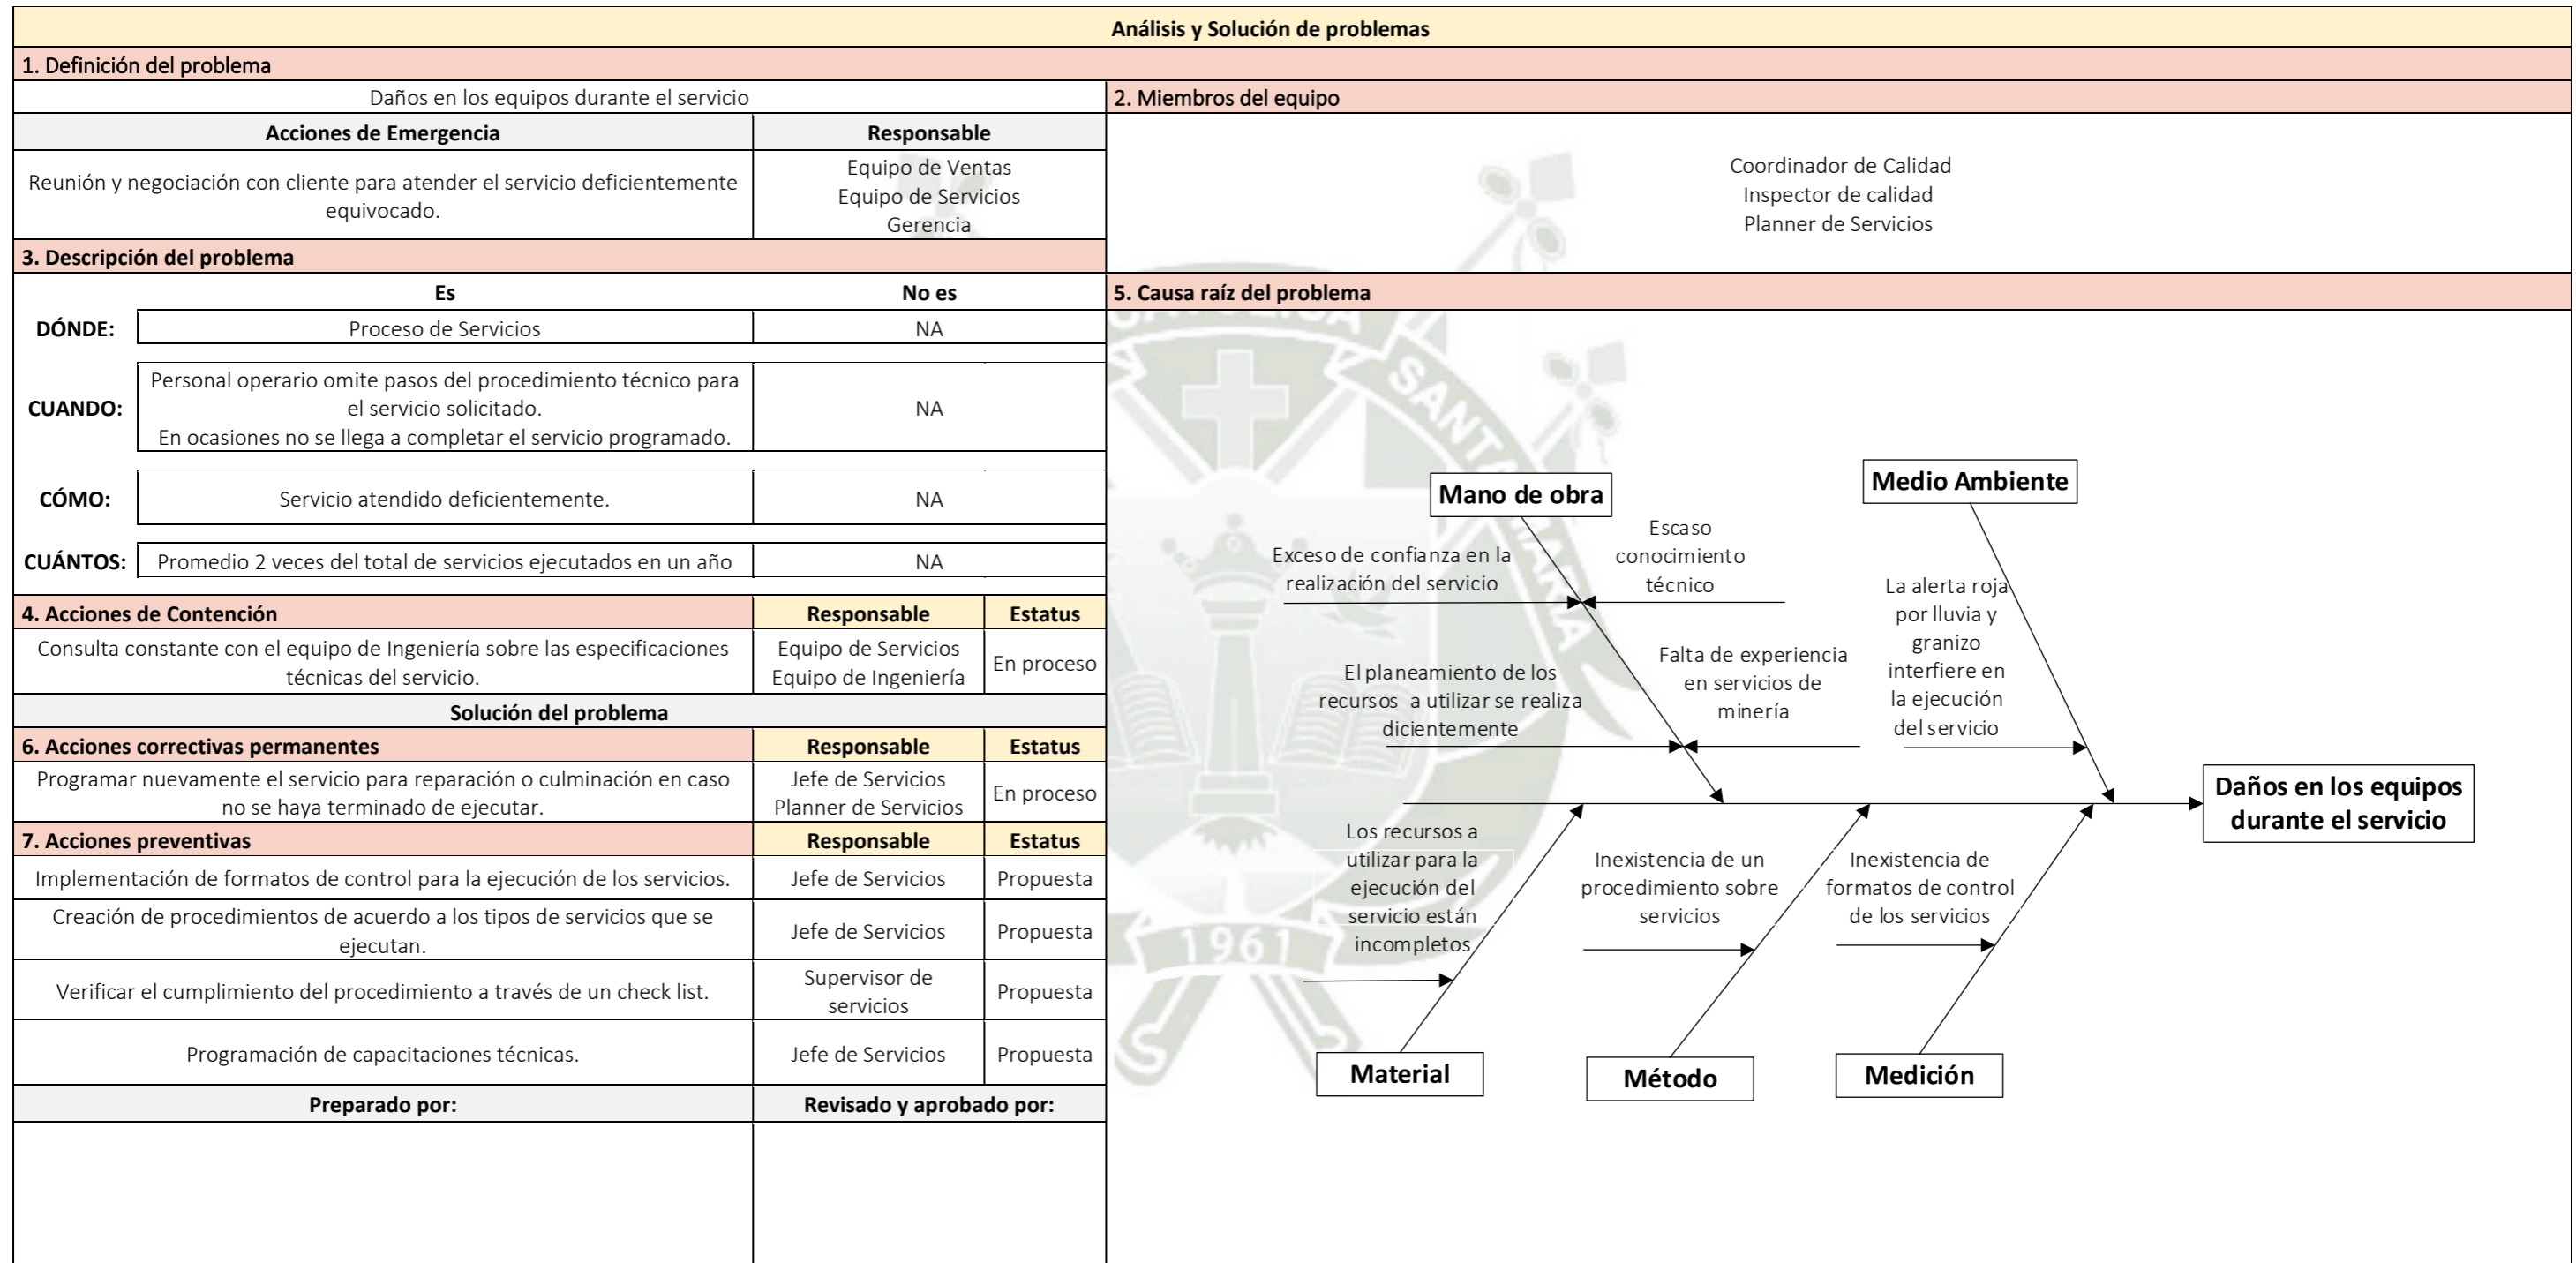 Análisis y Solución de problemas
1. Definición del problema
Daños en los equipos durante el servicio
2. Miembros del equipo
Acciones de Emergencia
Responsable
Reunión y negociación con cliente para atender el servicio deficientemente
equivocado.
Equipo de Ventas
Equipo de Servicios
Gerencia
Coordinador de Calidad
Inspector de calidad
Planner de Servicios
3. Descripción del problema
Es
No es
DÓNDE:
Proceso de Servicios
NA
CUANDO:
Personal operario omite pasos del procedimiento técnico para
el servicio solicitado.
En ocasiones no se llega a completar el servicio programado.
NA
CÓMO:
Servicio atendido deficientemente.
NA
CUÁNTOS:
Promedio 2 veces del total de servicios ejecutados en un año
NA
4. Acciones de Contención
Responsable
Estatus
Consulta constante con el equipo de Ingeniería sobre las especificaciones
técnicas del servicio.
Equipo de Servicios
Equipo de Ingeniería
En proceso
Solución del problema
6. Acciones correctivas permanentes
Responsable
Estatus
Programar nuevamente el servicio para reparación o culminación en caso
no se haya terminado de ejecutar.
Jefe de Servicios
Planner de Servicios
En proceso
7. Acciones preventivas
Responsable
Estatus
Implementación de formatos de control para la ejecución de los servicios.
Jefe de Servicios
Propuesta
Creación de procedimientos de acuerdo a los tipos de servicios que se
ejecutan.
Jefe de Servicios
Propuesta
Verificar el cumplimiento del procedimiento a través de un check list.
Supervisor de
servicios
Propuesta
Programación de capacitaciones técnicas.
Jefe de Servicios
Propuesta
Preparado por:
Revisado y aprobado por:
5. Causa raíz del problema
Mano de obra
Medio Ambiente
Exceso de confianza en la
realización del servicio
Escaso
conocimiento
técnico
El planeamiento de los
recursos a utilizar se realiza
dicientemente
Falta de experiencia
en servicios de
minería
La alerta roja
por lluvia y
granizo
interfiere en
la ejecución
del servicio
Daños en los equipos
durante el servicio
Los recursos a
utilizar para la
ejecución del
servicio están
incompletos
Inexistencia de un
procedimiento sobre
servicios
Inexistencia de
formatos de control
de los servicios
Material
Método
Medición
CATOLICA
SANTA MARIA
1961